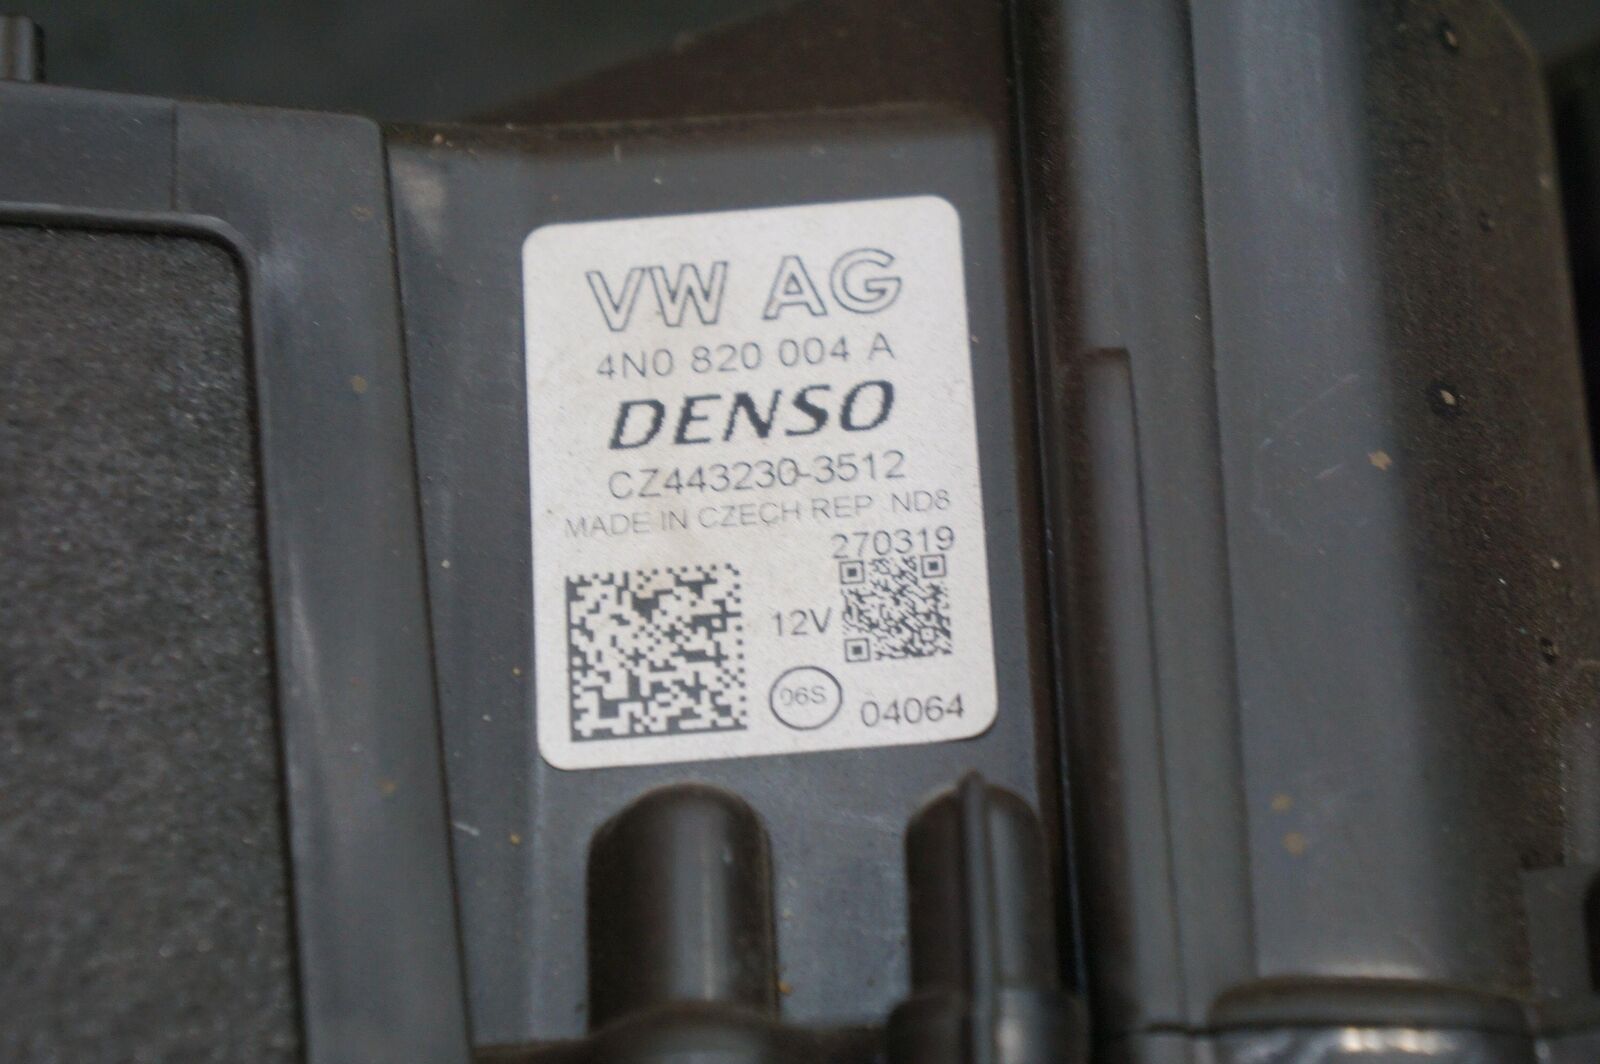 VW AG
4N0 820 004 A
DENSO
CZ443230-3512
MADE IN CZECH REP ND8
270319
12V
06S
04064